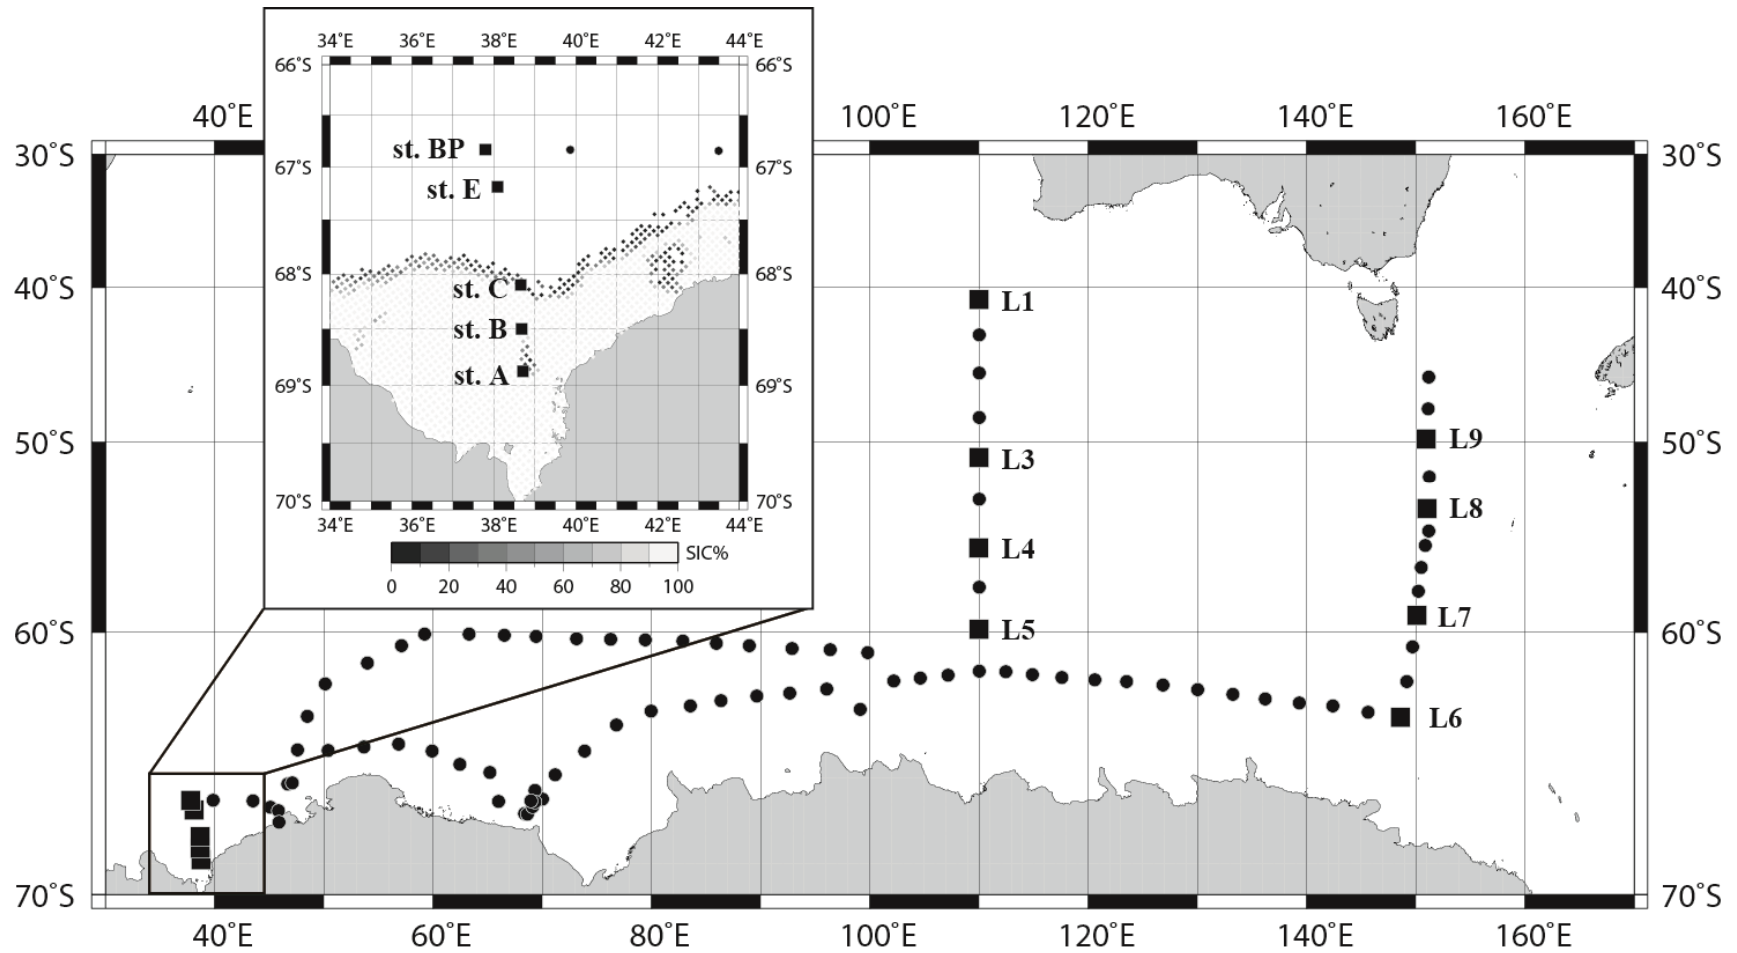 34°E 36°E 38°E 40°E 42°E 44°E
66°S 66°S
40°E 100°E 120°E 140°E 160°E
st. BP
30°S 30°S
67°S 67°S
st. E
68°S 68°S
st. C
40°S 40°S
L1
st. B
st. A
69°S 69°S
50°S L9 50°S
L3
70°S 70°S
L8
34°E 36°E 38°E 40°E 42°E 44°E
L4
SIC%
0 20 40 60 80 100
L7
60°S L5 60°S
L6
70°S 70°S
40°E 60°E 80°E 100°E 120°E 140°E 160°E